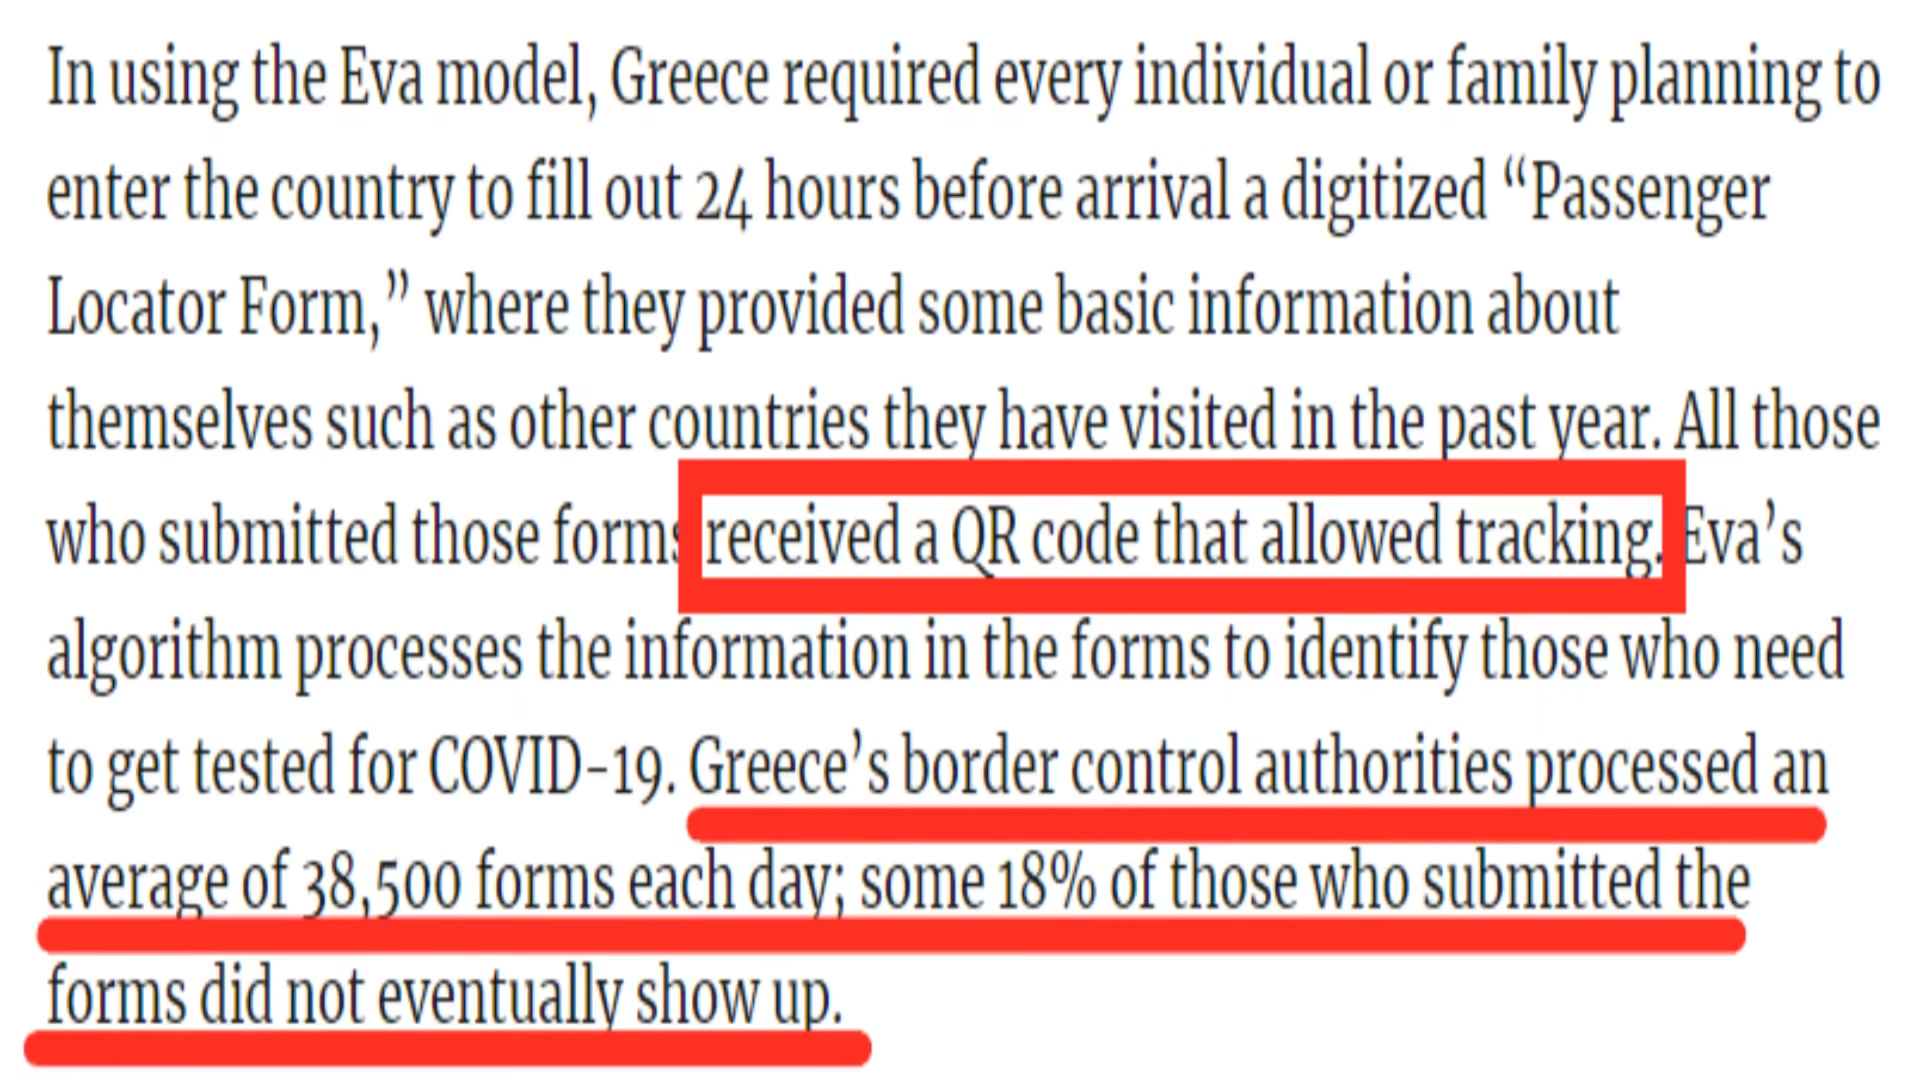 In using the Eva model, Greece required every individual or family planning to
enter the country to fill out 24 hours before arrival a digitized “Passenger
Locator Form,” where they provided some basic information about
themselves such as other countries they have visited in the past year. All those
who submitted those forms received a QR code that allowed tracking. Eva’s
algorithm processes the information in the forms to identify those who need
to get tested for COVID-19. Greece’s border control authorities processed an
average of 38,500 forms each day; some 18% of those who submitted the
forms did not eventually show up.